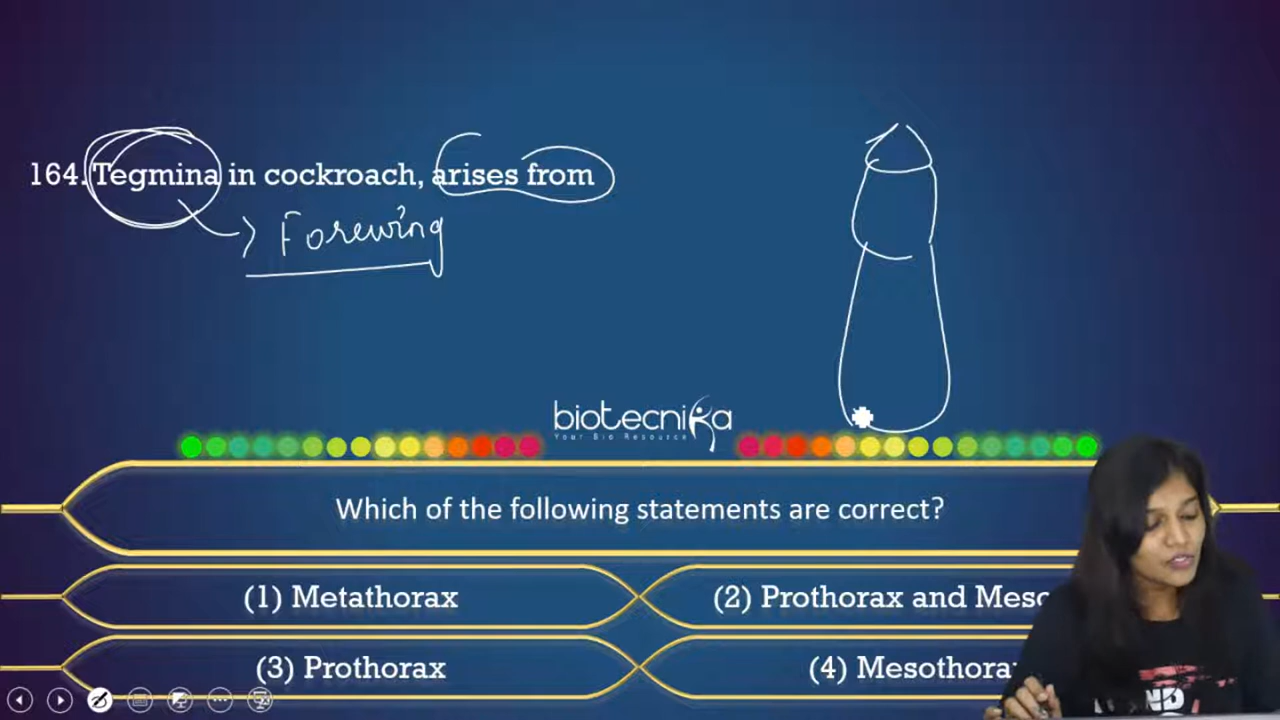 164. Tegmina in cockroach, arises from
Forewing
biotecnika
Your Bio Resource
Which of the following statements are correct?
(1) Metathorax
(2) Prothorax and Meso
(3) Prothorax
(4) Mesothora
ND